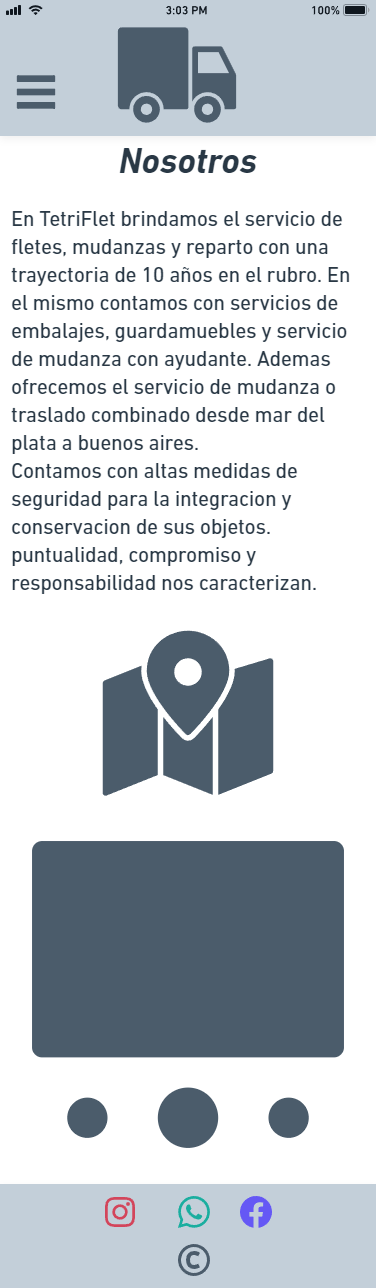 3:03 PM 100%
Nosotros
En TetriFlet brindamos el servicio de
fletes, mudanzas y reparto con una
trayectoria de 10 años en el rubro. En
el mismo contamos con servicios de
embalajes, guardamuebles y servicio
de mudanza con ayudante. Ademas
ofrecemos el servicio de mudanza o
traslado combinado desde mar del
plata a buenos aires.
Contamos con altas medidas de
seguridad para la integracion y
conservacion de sus objetos.
puntualidad, compromiso y
responsabilidad nos caracterizan.
©